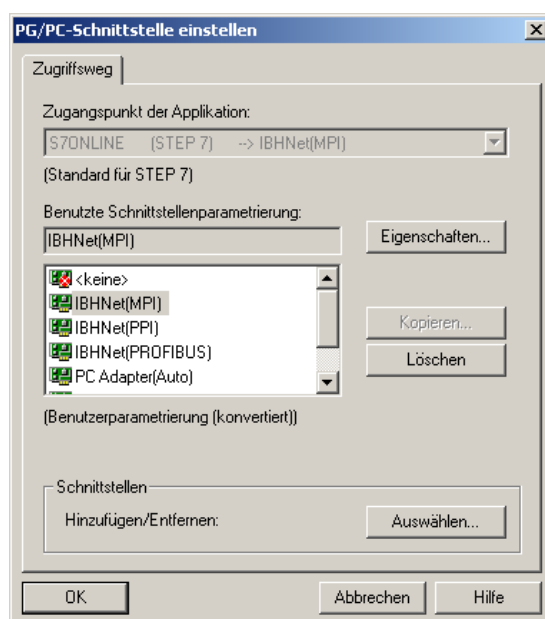 PG/PC-Schnittstelle einstellen
Zugriffsweg
Zugangspunkt der Applikation:
S7ONLINE (STEP 7) --> IBHNet(MPI)
(Standard für STEP 7)
Benutzte Schnittstellenparametrierung:
IBHNet(MPI)
Eigenschaften...
<keine>
IBHNet(MPI)
IBHNet(PPI)
IBHNet(PROFIBUS)
PC Adapter(Auto)
Kopieren...
Löschen
(Benutzerparametrierung (konvertiert))
Schnittstellen
Hinzufügen/Entfernen:
Auswählen...
OK
Abbrechen
Hilfe